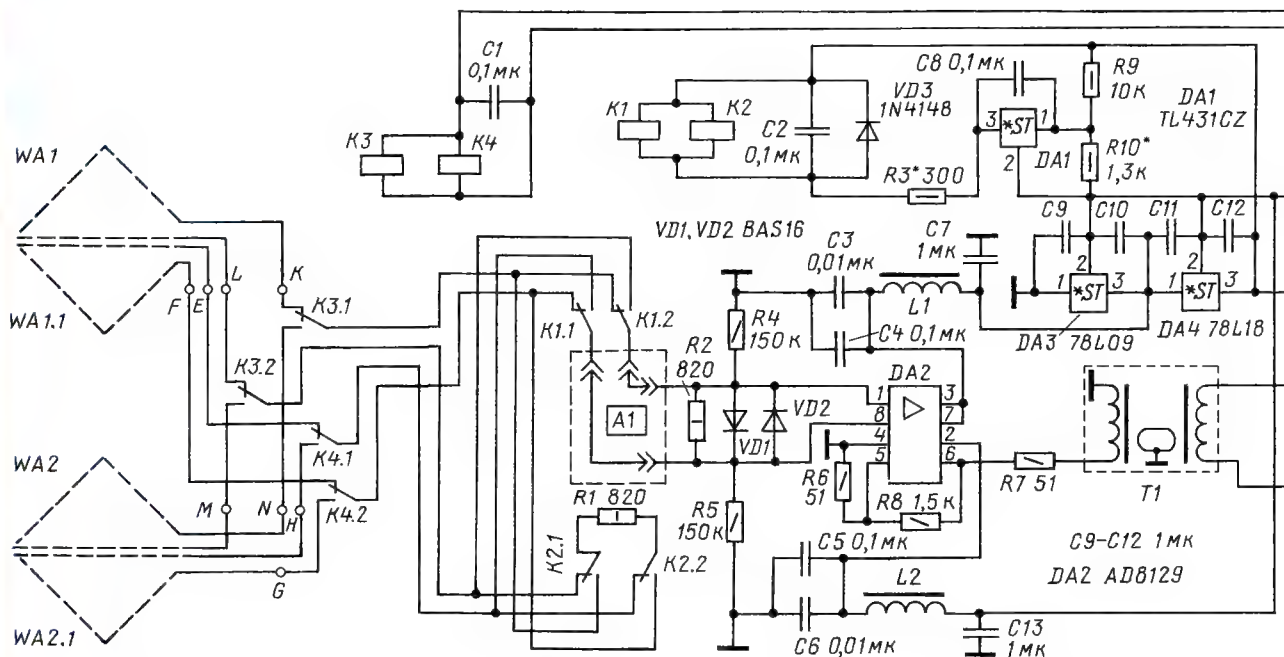 C1
0,1мк
K3
K4
K1
K2
C2
0,1мк
VD3
1N4148
C8 0,1мк
3
*,ST
1
2
DA1
R9
10к
R10*
1,3к
DA1
TL431CZ
R3* 300
WA1
WA1.1
F
E
L
K
K3.1
K3.2
K4.1
K4.2
WA2
WA2.1
M
N
H
G
VD1, VD2 BAS16
C3
0,01мк
C7
1мк
L1
C4 0,1мк
C9
C10
C11
C12
2
1
*,ST
3
DA3 78L09
2
1
*,ST
3
DA4 78L18
K1.1
K1.2
A1
R2
820
R4
150к
VD1
VD2
DA2
1
8
4
5
3
7
2
6
R6
51
R8 1,5к
R7 51
T1
R1 820
K2.1
K2.2
R5
150к
C5 0,1мк
C6 0,01мк
L2
C13
1мк
C9-C12 1мк
DA2 AD8129